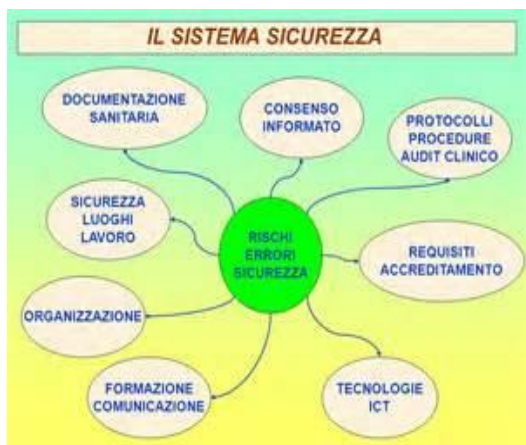 IL SISTEMA SICUREZZA
DOCUMENTAZIONE
SANITARIA
CONSENSO
INFORMATO
PROTOCOLLI
PROCEDURE
AUDIT CLINICO
SICUREZZA
LUOGHI
LAVORO
RISCHI
ERRORI
SICUREZZA
REQUISITI
ACCREDITAMENTO
ORGANIZZAZIONE
FORMAZIONE
COMUNICAZIONE
TECNOLOGIE
ICT